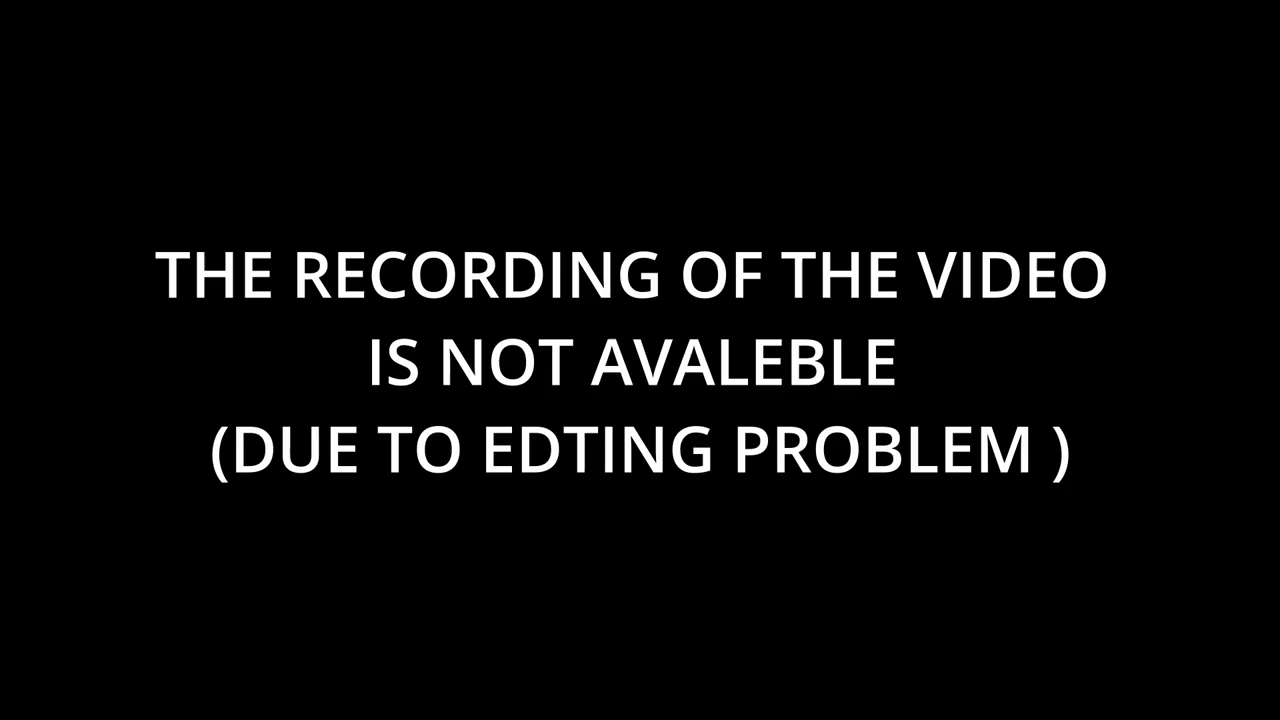 THE RECORDING OF THE VIDEO
IS NOT AVALEBLE
(DUE TO EDTING PROBLEM )